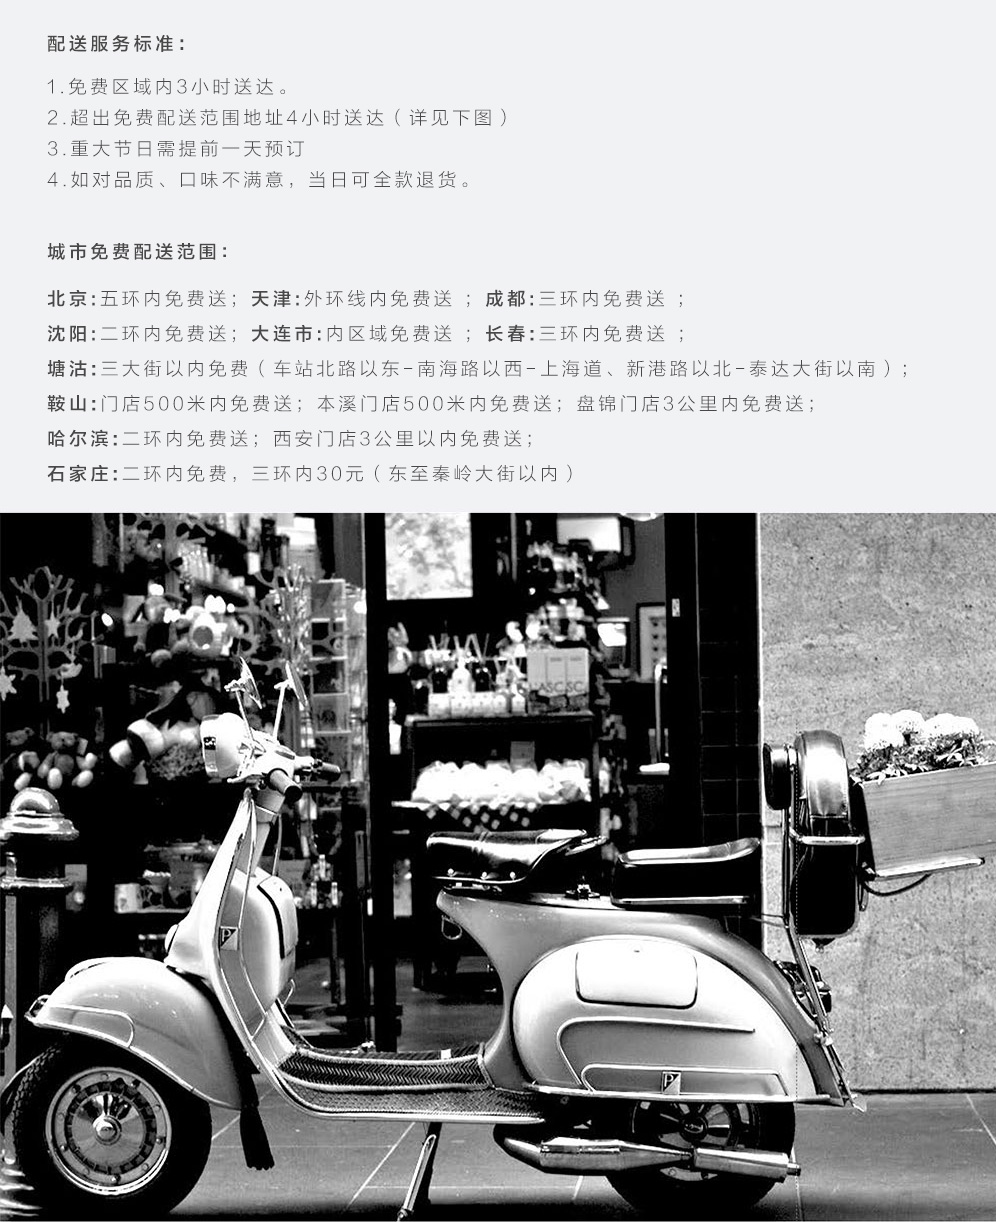 配送服务标准：
1.免费区域内3小时送达。
2.超出免费配送范围地址4小时送达（详见下图）
3.重大节日需提前一天预订
4.如对品质、口味不满意，当日可全款退货。
城市免费配送范围：
北京:五环内免费送；天津:外环线内免费送 ；成都:三环内免费送 ；
沈阳:二环内免费送；大连市:内区域免费送 ；长春:三环内免费送 ；
塘沽:三大街以内免费（车站北路以东-南海路以西-上海道、新港路以北-泰达大街以南）；
鞍山:门店500米内免费送；本溪门店500米内免费送；盘锦门店3公里内免费送；
哈尔滨:二环内免费送；西安门店3公里以内免费送；
石家庄:二环内免费，三环内30元（东至秦岭大街以内）